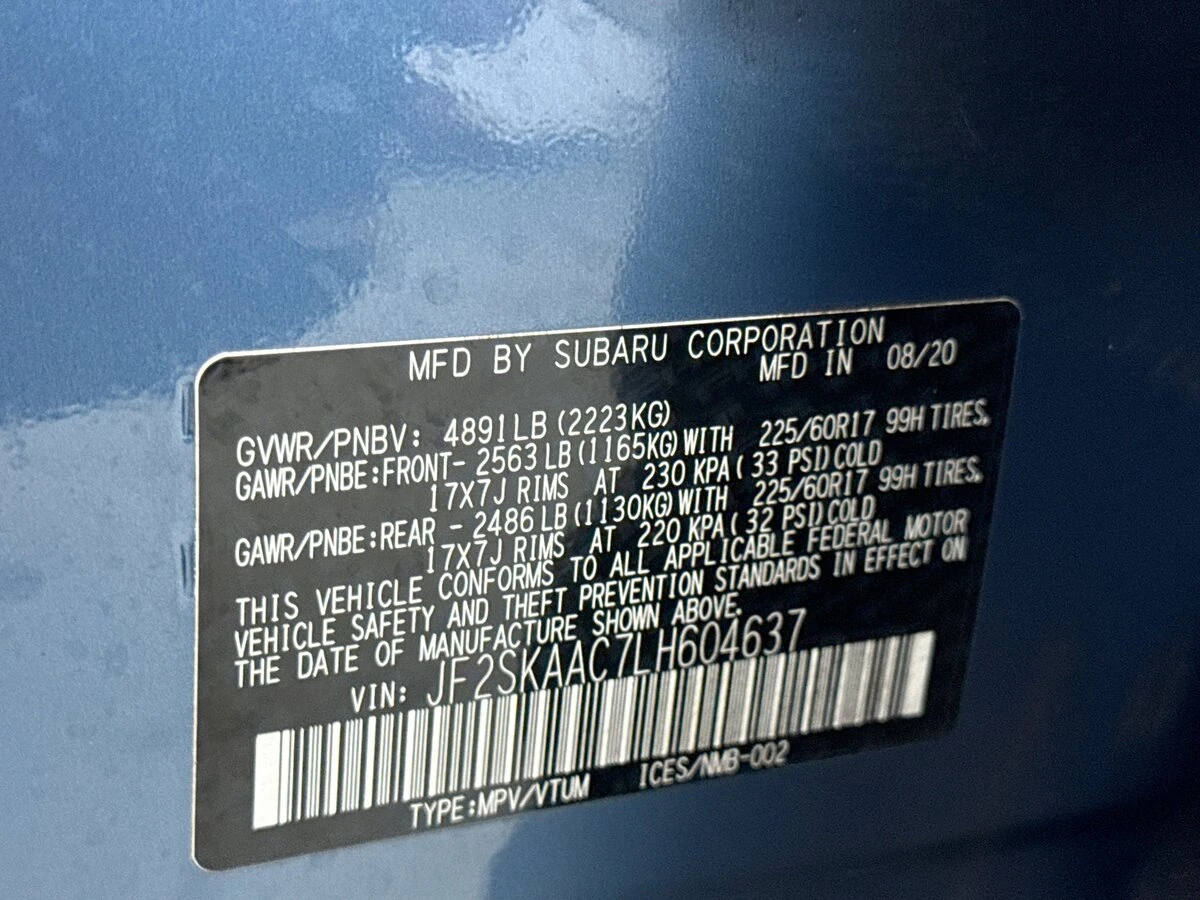 MFD BY SUBARU CORPORATION
MFD IN 08/20
GVWR/PNBV: 4891LB (2223KG)
GAWR/PNBE:FRONT- 2563 LB (1165KG) WITH 225/60R17 99H TIRES,
17X7J RIMS AT 230 KPA ( 33 PSI) COLD
GAWR/PNBE:REAR - 2486 LB (1130KG) WITH 225/60R17 99H TIRES,
17X7J RIMS AT 220 KPA ( 32 PSI) COLD
THIS VEHICLE CONFORMS TO ALL APPLICABLE FEDERAL MOTOR
VEHICLE SAFETY AND THEFT PREVENTION STANDARDS IN EFFECT ON
THE DATE OF MANUFACTURE SHOWN ABOVE.
VIN: JF2SKAAC7LH604637
TYPE:MPV/VTUM ICES/NMB-002